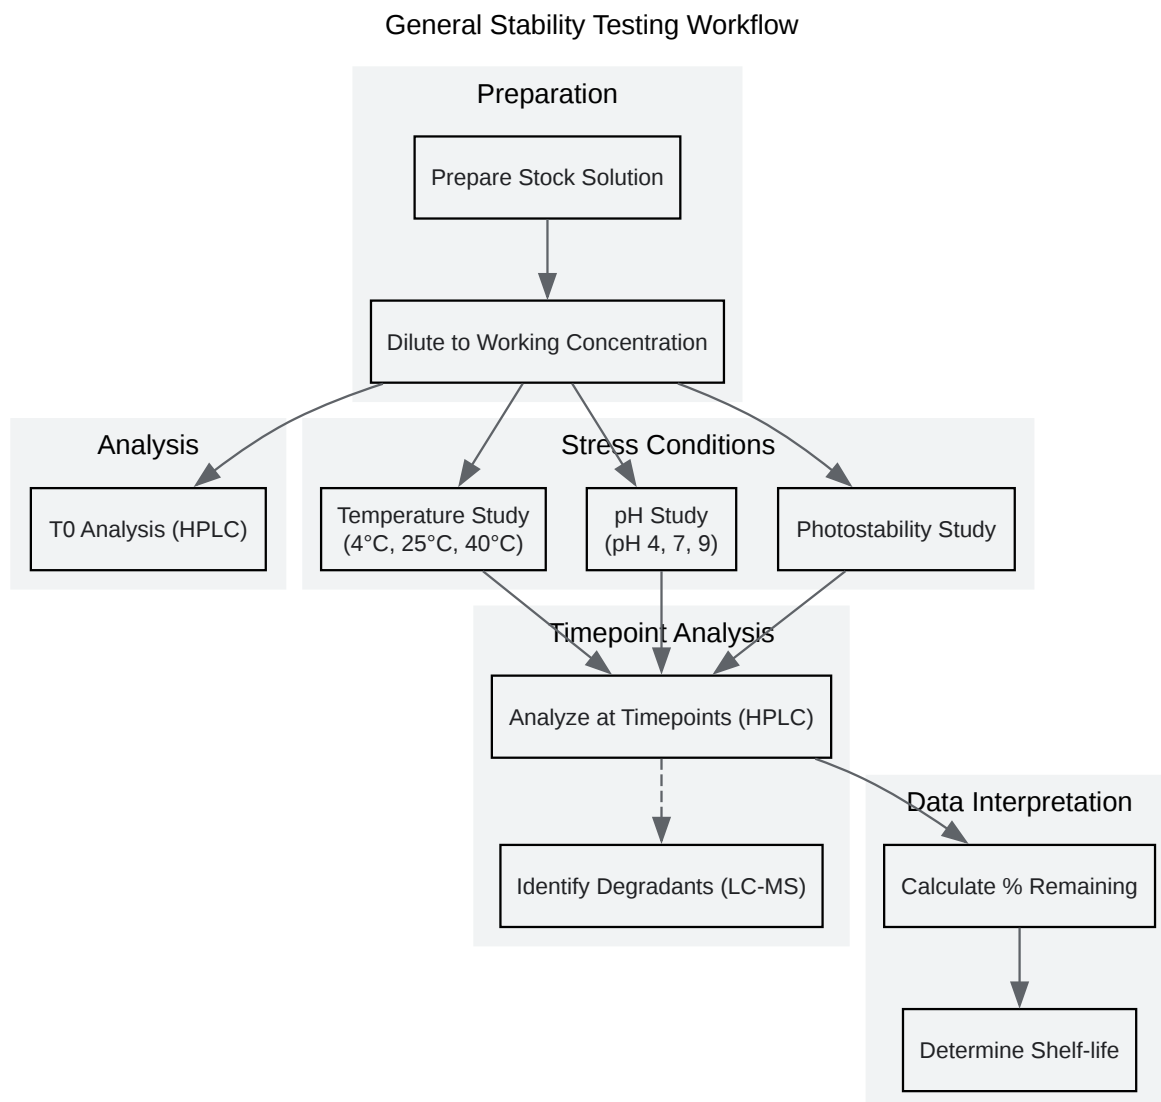 General Stability Testing Workflow
Preparation
Prepare Stock Solution
Dilute to Working Concentration
Analysis
T0 Analysis (HPLC)
Stress Conditions
Temperature Study
(4°C, 25°C, 40°C)
pH Study
(pH 4, 7, 9)
Photostability Study
Timepoint Analysis
Analyze at Timepoints (HPLC)
Identify Degradants (LC-MS)
Data Interpretation
Calculate % Remaining
Determine Shelf-life